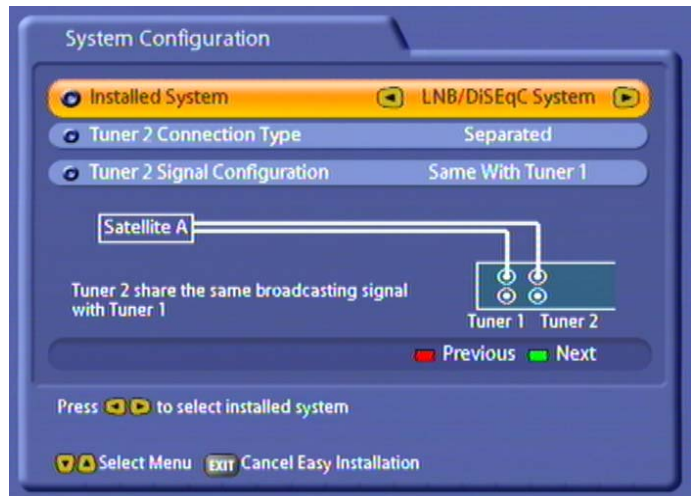 System Configuration
Installed System LNB/DiSEqC System
Tuner 2 Connection Type Separated
Tuner 2 Signal Configuration Same With Tuner 1
Satellite A
Tuner 2 share the same broadcasting signal
with Tuner 1
Tuner 1 Tuner 2
Previous Next
Press to select installed system
Select Menu EXIT Cancel Easy Installation